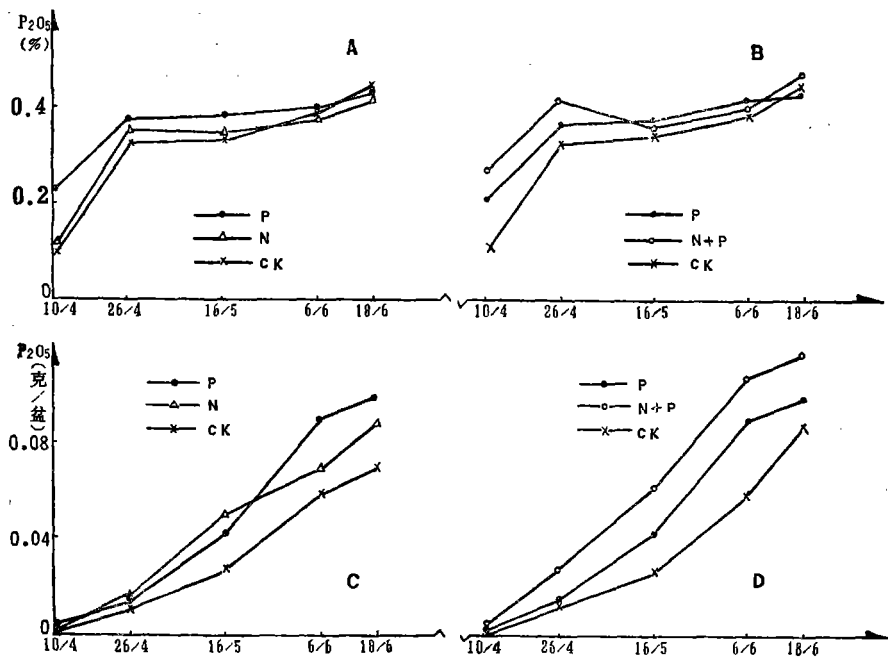 P₂O₅
(%)
A
B
0.4
0.2
0
P
N
CK
P
N+P
CK
10/4 26/4 16/5 6/6 18/6
10/4 26/4 16/5 6/6 18/6
P₂O₅
(克/盆)
0.08
0.04
0
P
N
CK
P
N+P
CK
C
D
10/4 26/4 16/5 6/6 18/6
10/4 26/4 16/5 6/6 18/6